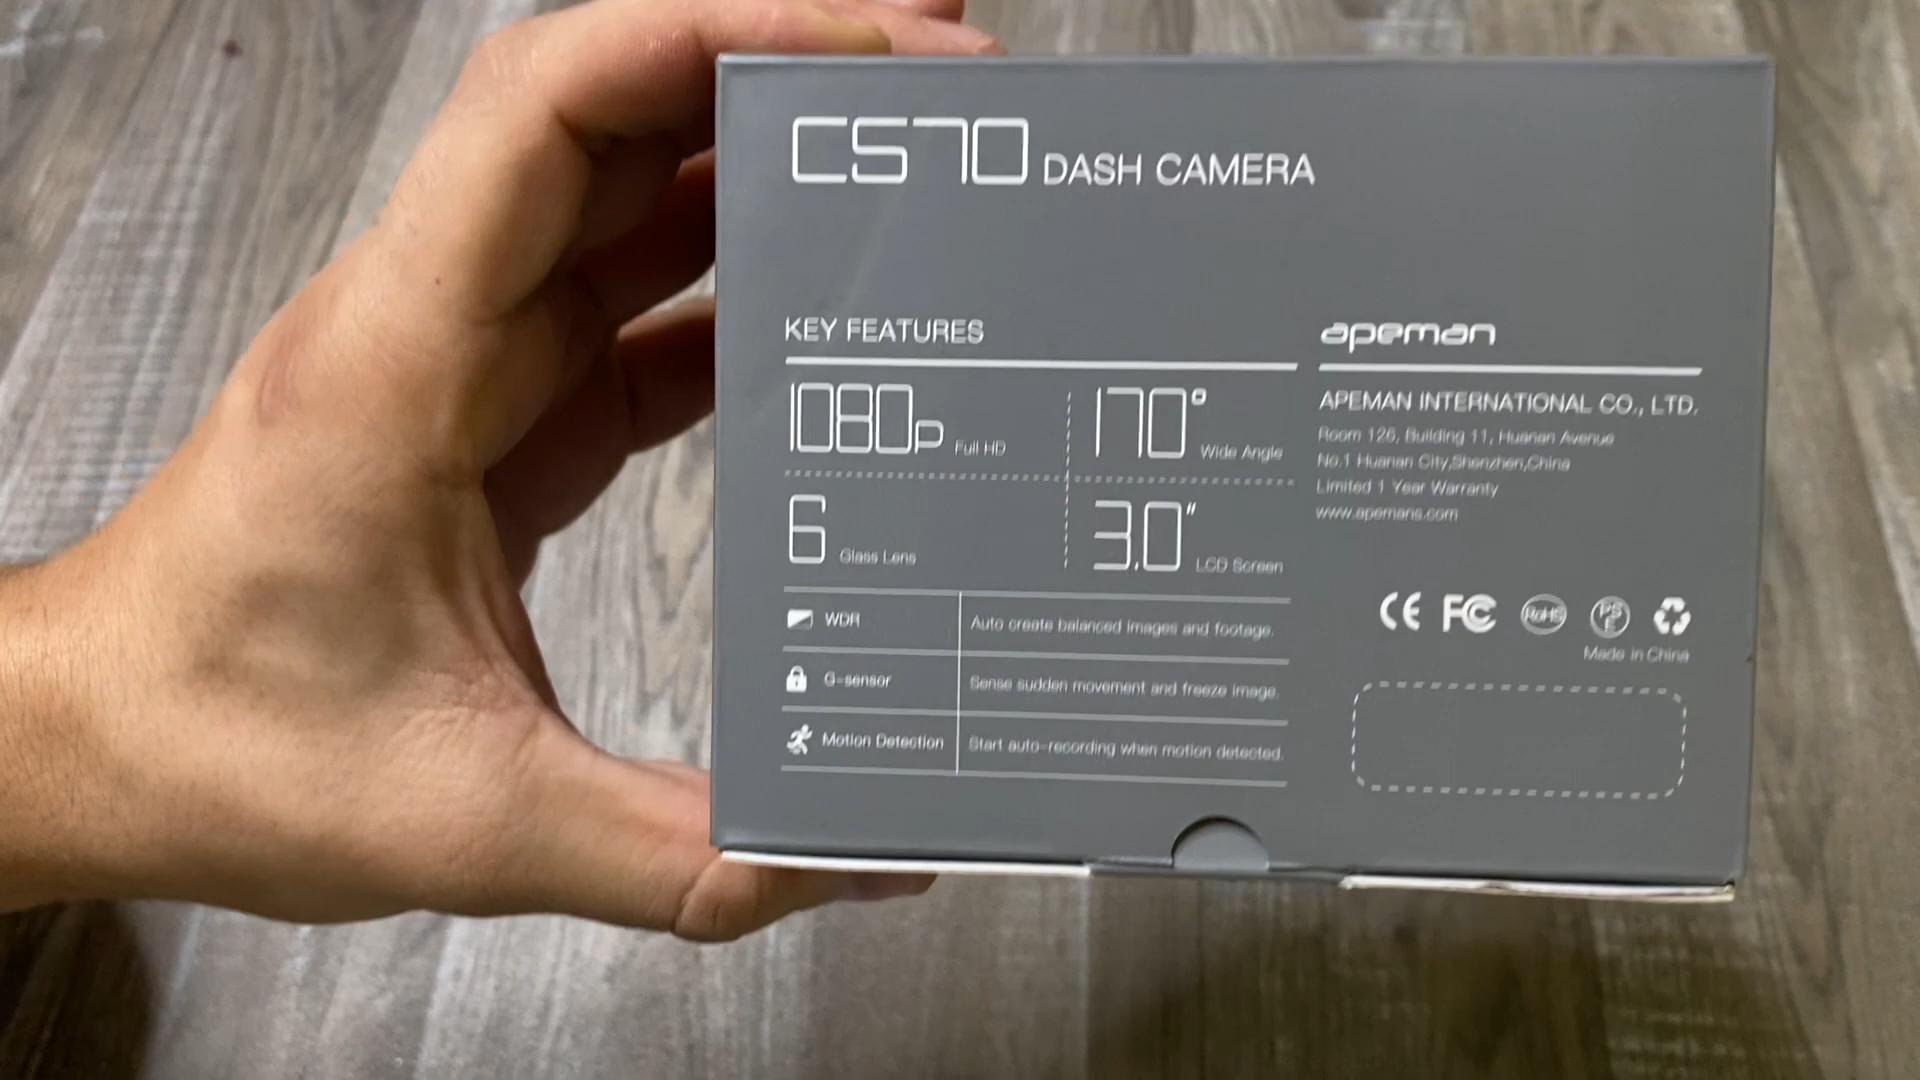 C570 DASH CAMERA
KEY FEATURES
1080p Full HD
170° Wide Angle
6 Glass Lens
3.0" LCD Screen
WDR Auto create balanced images and footage.
G-sensor Sense sudden movement and freeze image.
Motion Detection Start auto-recording when motion detected.
apeman
APEMAN INTERNATIONAL CO., LTD.
Room 126, Building 11, Huanan Avenue
No.1 Huanan City,Shenzhen,China
Limited 1 Year Warranty
www.apemans.com
CE FC RoHS PSE
Made in China